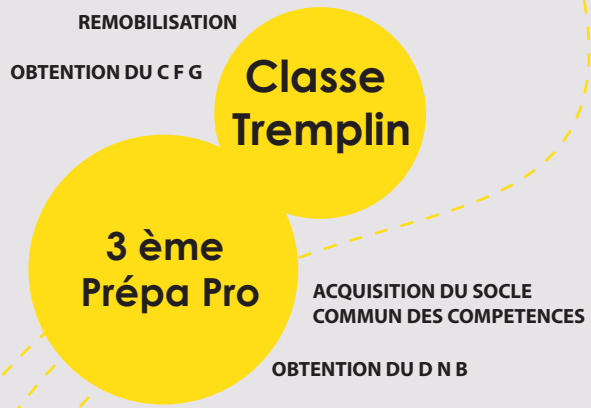 REMOBILISATION
OBTENTION DU C F G
Classe
Tremplin
3 ème
Prépa Pro
ACQUISITION DU SOCLE
COMMUN DES COMPETENCES
OBTENTION DU D N B